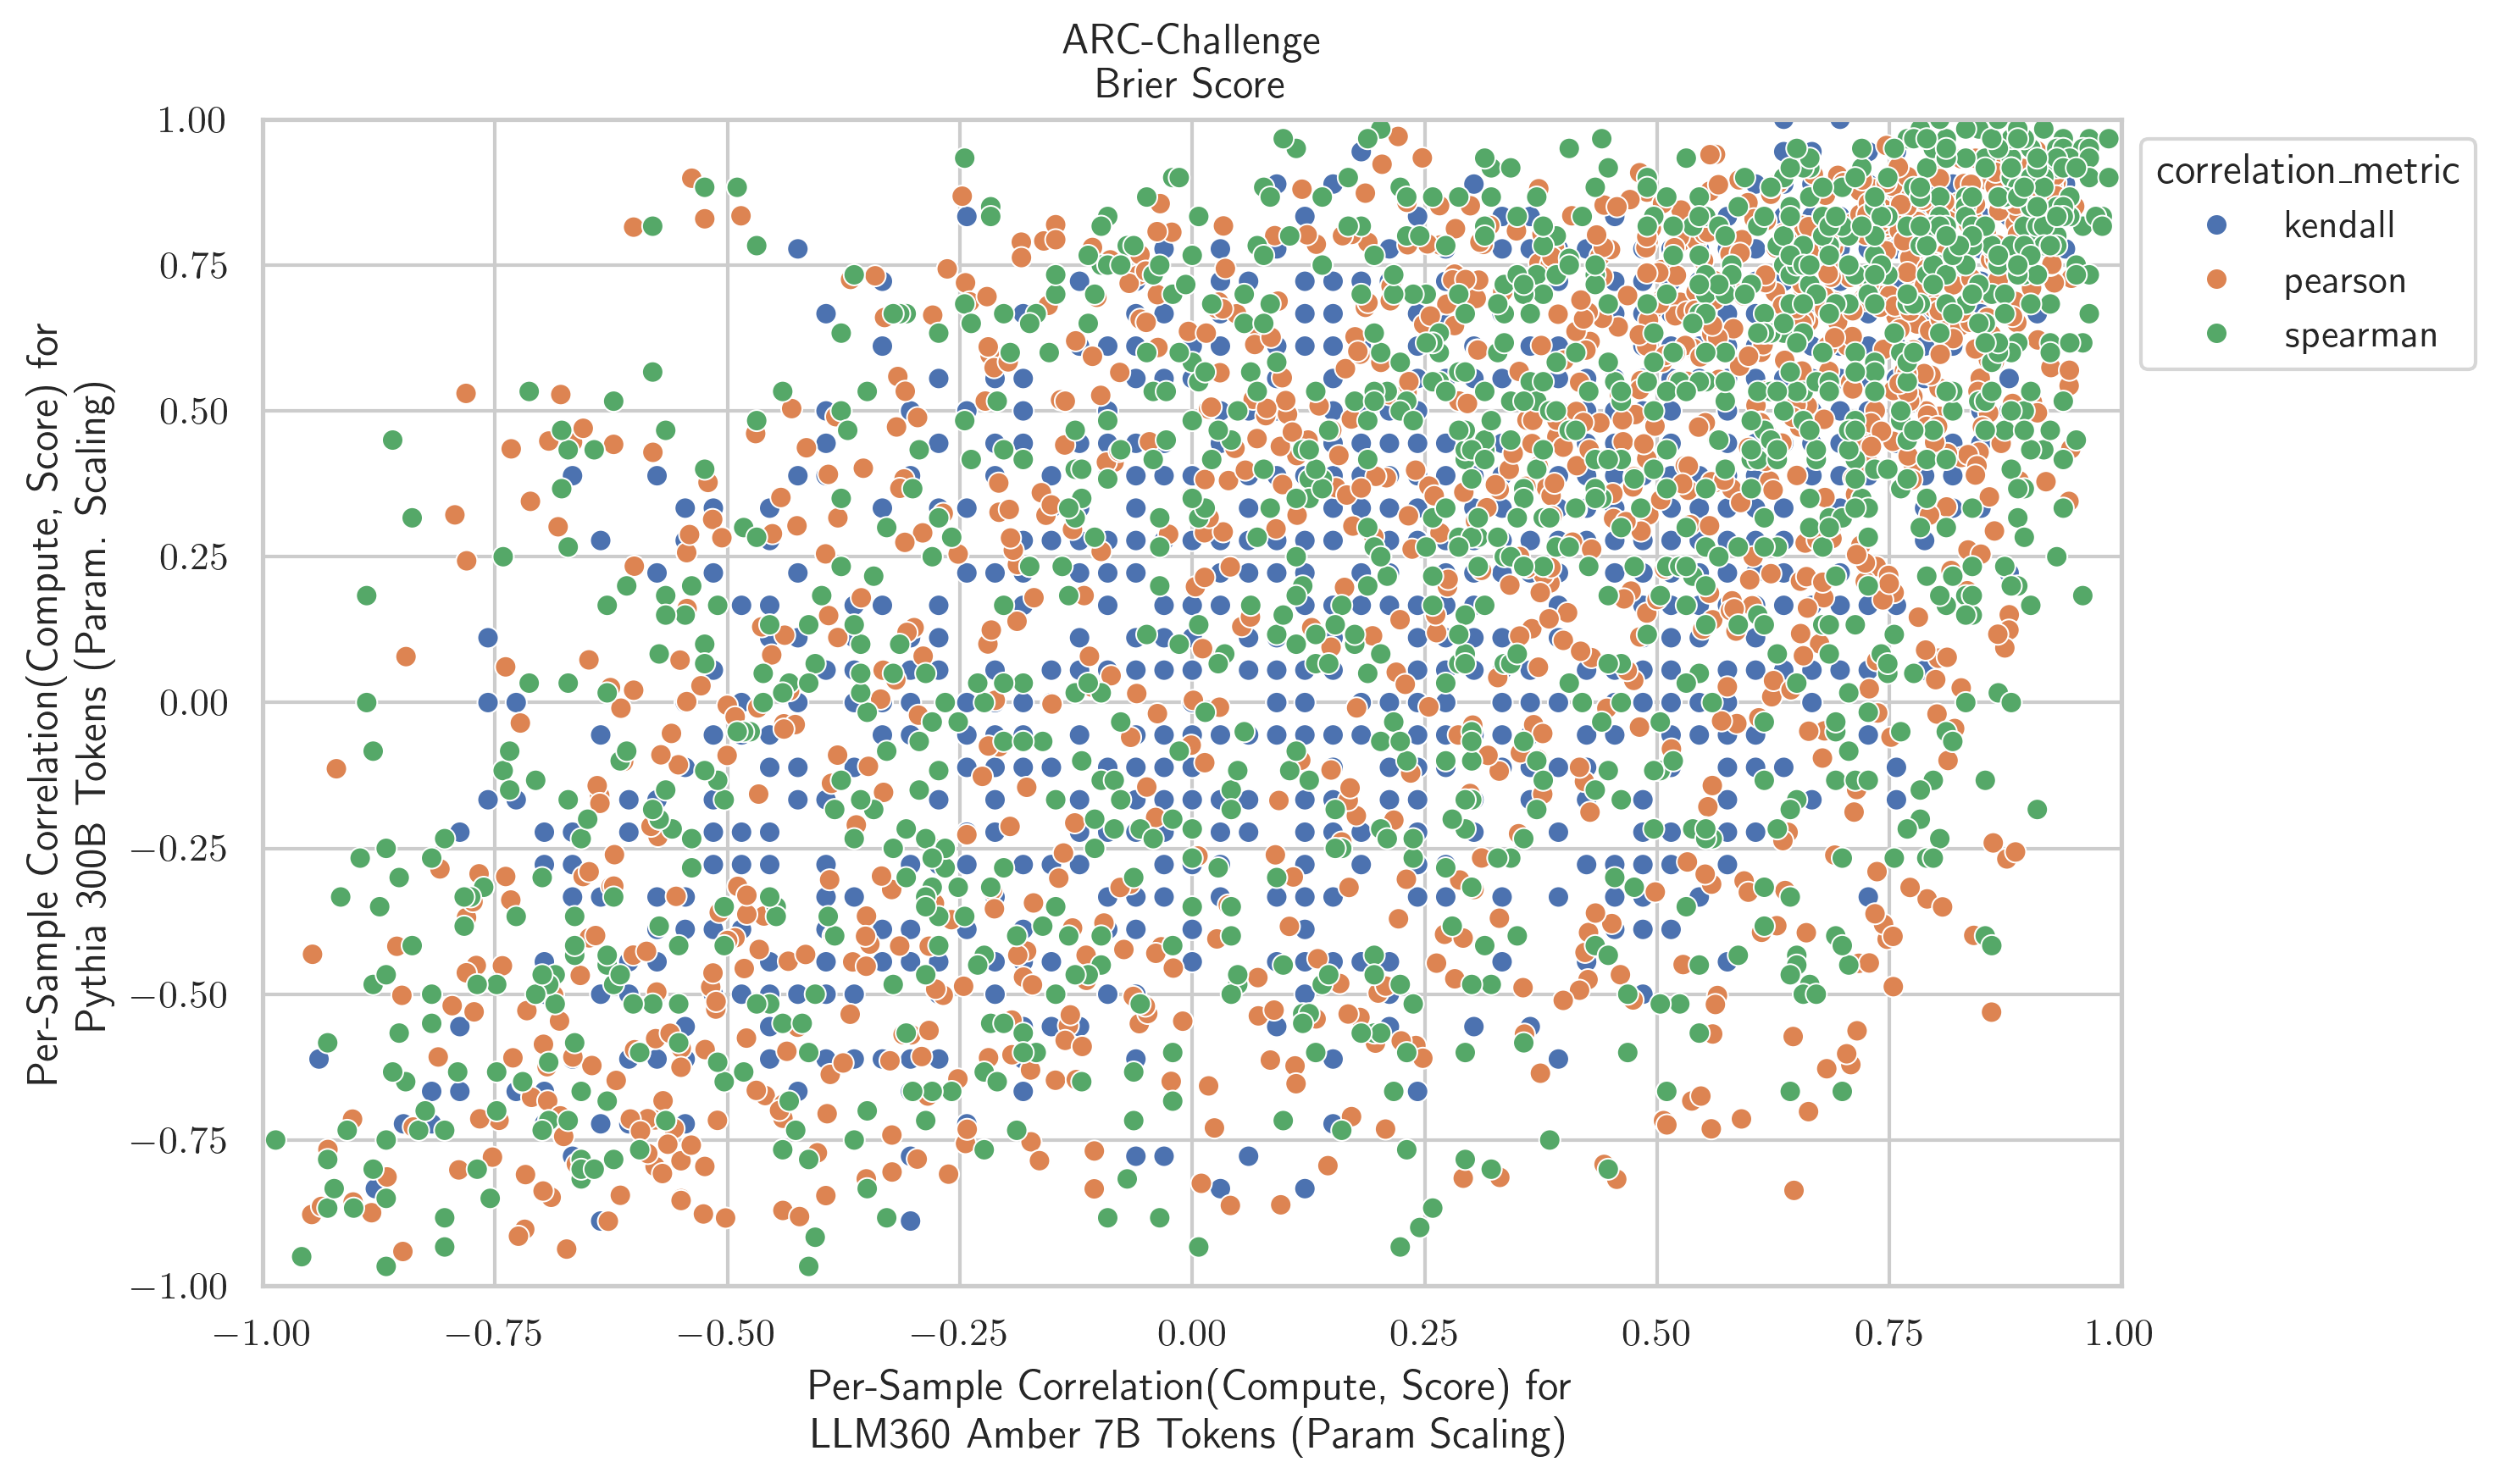 ARC-Challenge
Brier Score
Per-Sample Correlation(Compute, Score) for
Pythia 300B Tokens (Param. Scaling)
1.00
0.75
0.50
0.25
0.00
−0.25
−0.50
−0.75
−1.00
−1.00
−0.75
−0.50
−0.25
0.00
0.25
0.50
0.75
1.00
Per-Sample Correlation(Compute, Score) for
LLM360 Amber 7B Tokens (Param Scaling)
correlation_metric
kendall
pearson
spearman